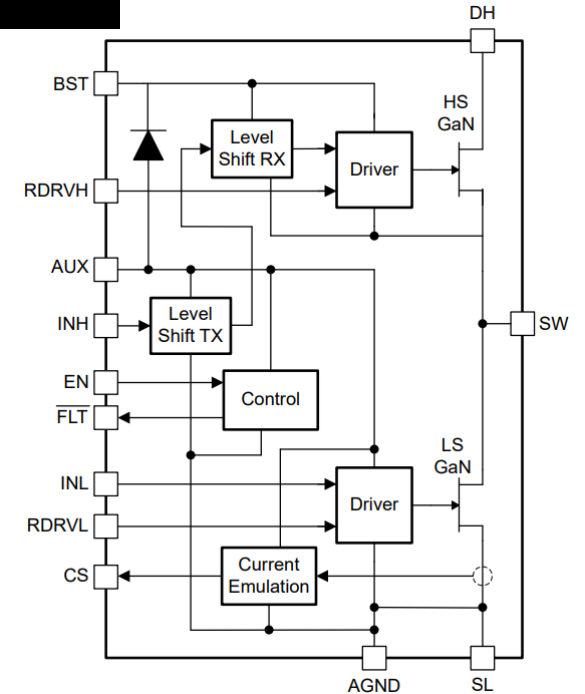 DH
BST
HS
GaN
Level
Shift RX
Driver
RDRVH
AUX
Level
Shift TX
INH
SW
EN
Control
FLT
LS
GaN
INL
Driver
RDRVL
Current
Emulation
CS
AGND
SL